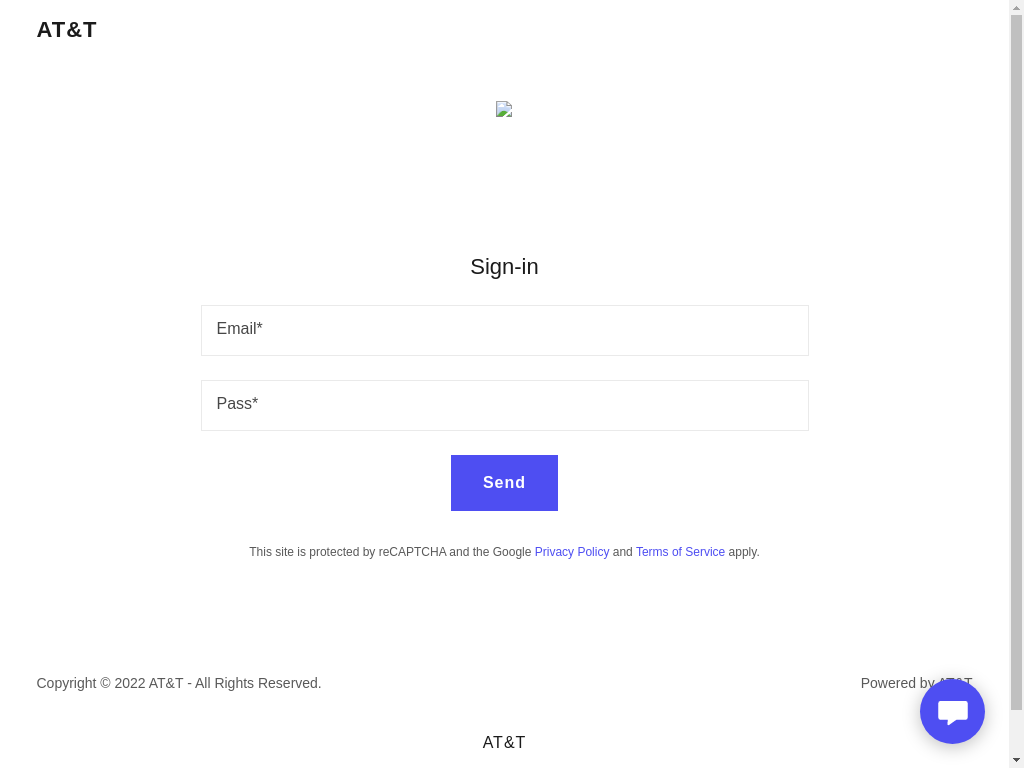 AT&T
Sign-in
Email*
Pass*
Send
This site is protected by reCAPTCHA and the Google Privacy Policy and Terms of Service apply.
Copyright © 2022 AT&T - All Rights Reserved.
Powered by AT&T
AT&T